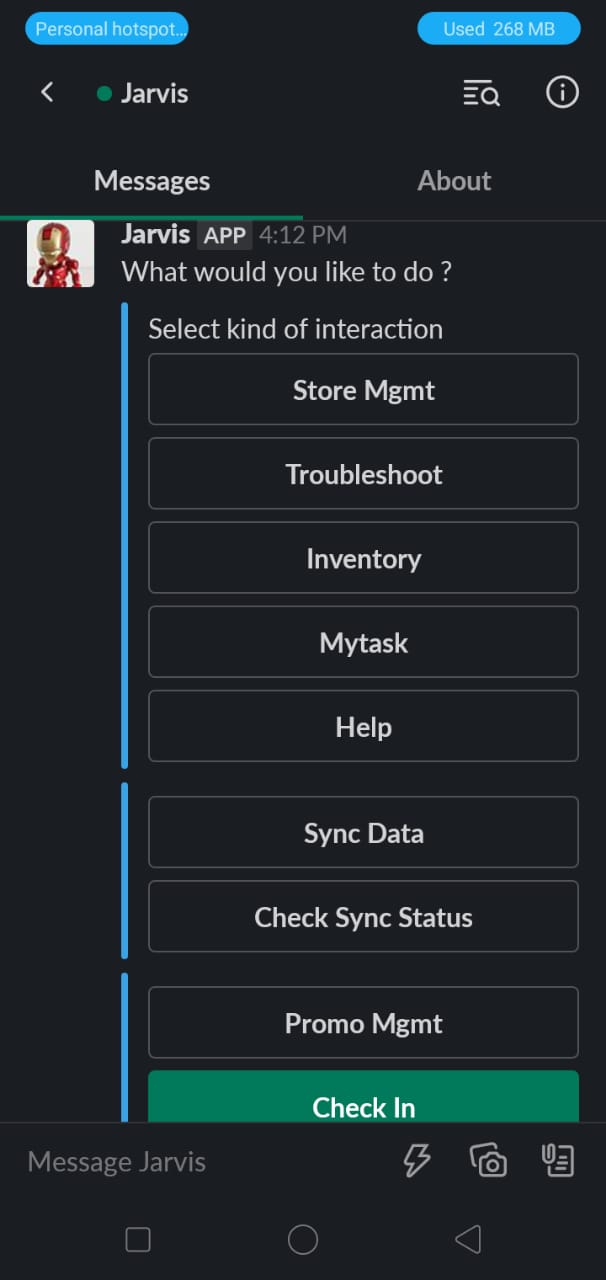 Personal hotspot...
Used 268 MB
Jarvis
Messages
About
Jarvis APP 4:12 PM
What would you like to do ?
Select kind of interaction
Store Mgmt
Troubleshoot
Inventory
Mytask
Help
Sync Data
Check Sync Status
Promo Mgmt
Check In
Message Jarvis